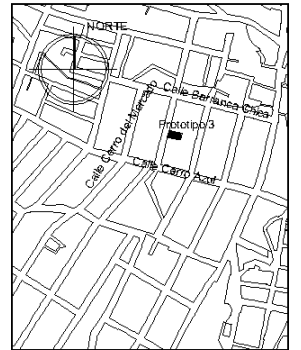 NORTE
Calle Barranca Chica
Prototipo 3
Calle Cerro del Mercado
Calle Cerro Azul